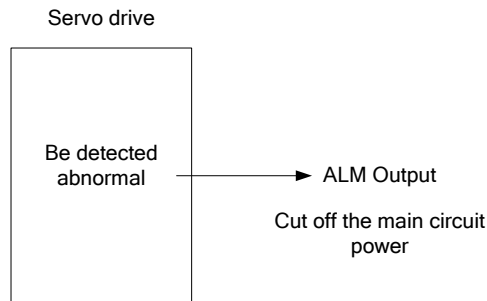 Servo drive
Be detected
abnormal
ALM Output
Cut off the main circuit
power